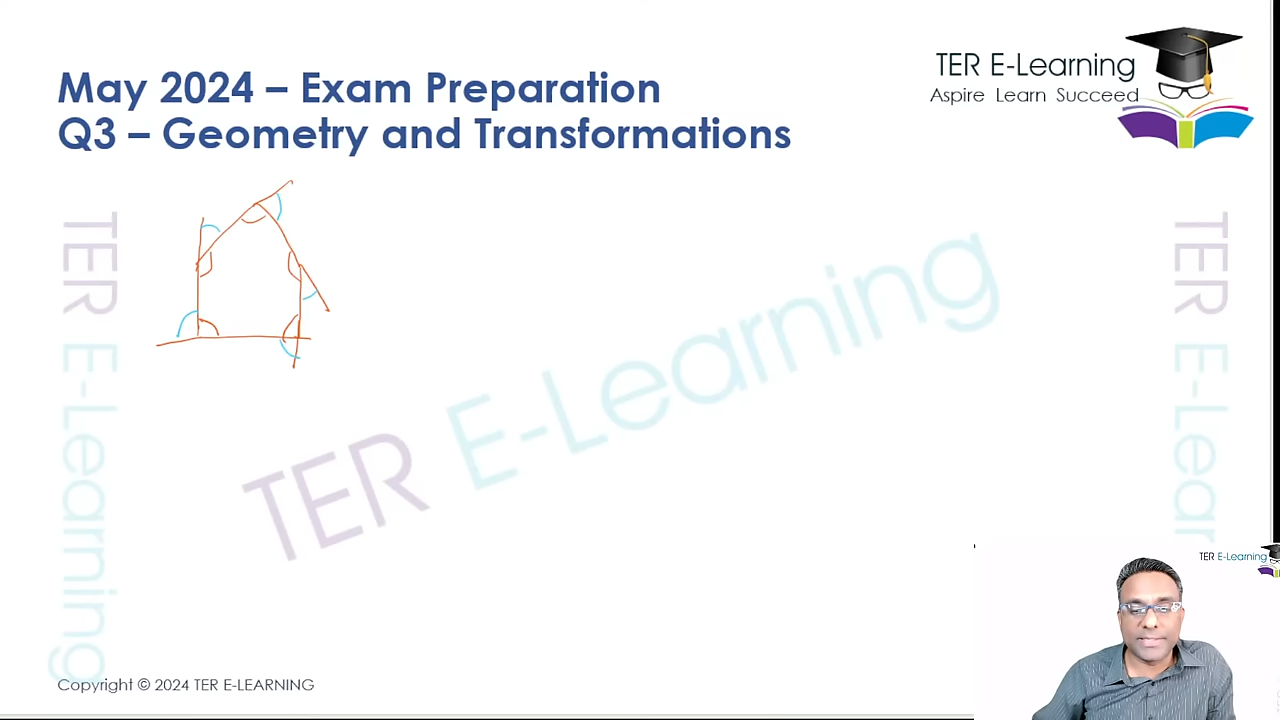 May 2024 – Exam Preparation
Q3 – Geometry and Transformations
TER E-Learning
Aspire Learn Succeed
TER E-Learning
TER E-Learning
TER E-Lear
TER E-Learning
Copyright © 2024 TER E-LEARNING